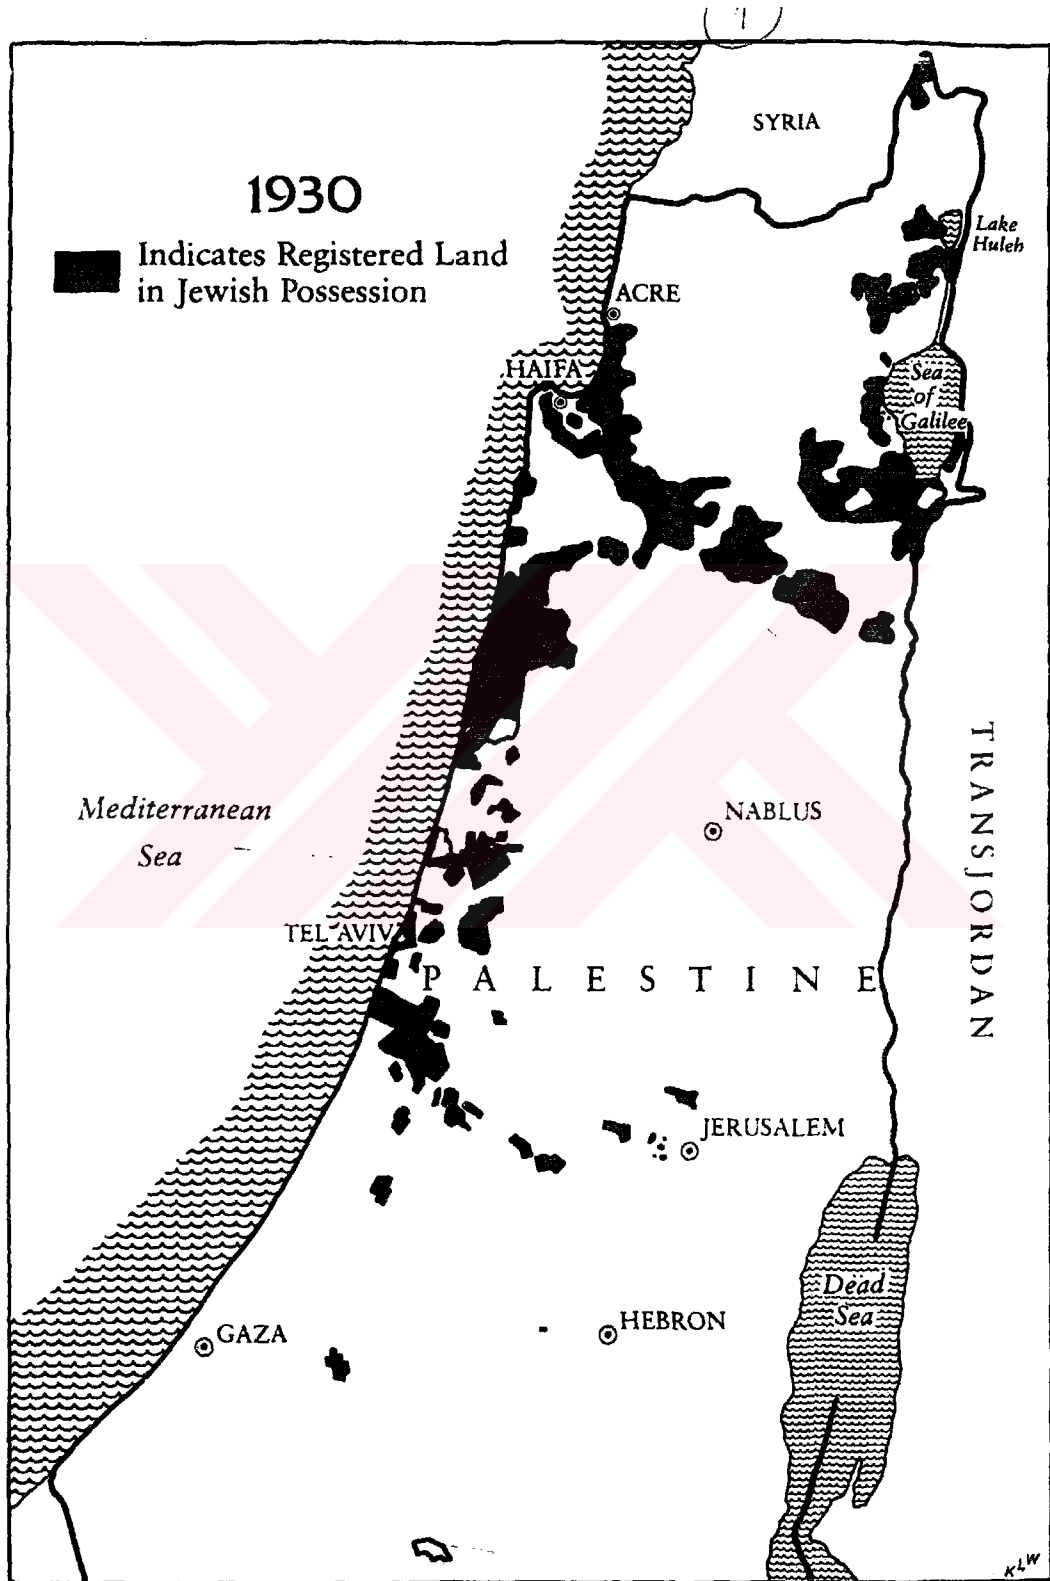 SYRIA
1930
Indicates Registered Land
in Jewish Possession
Lake
Huleh
ACRE
HAIFA
Sea
of
Galilee
Mediterranean
Sea
NABLUS
TRANSJORDAN
TEL AVIV
PALESTINE
JERUSALEM
Dead
Sea
GAZA
HEBRON
KLW